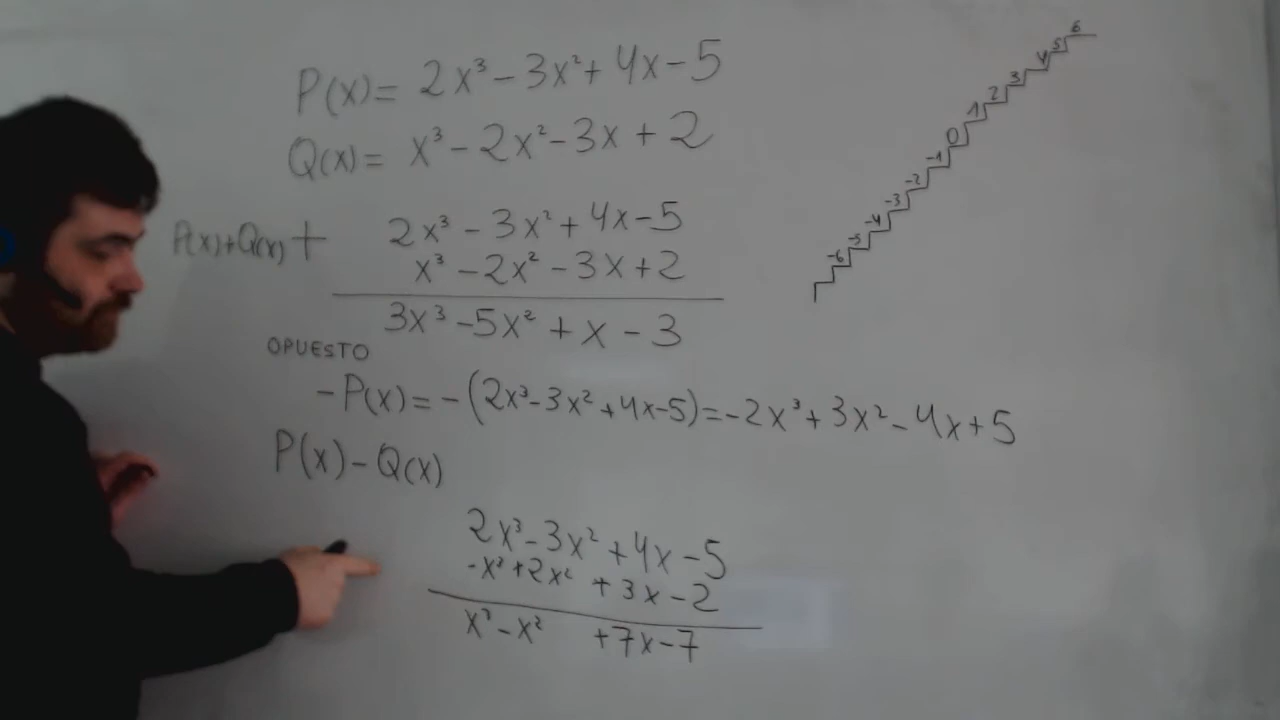 P(x)= 2x³-3x²+4x-5
Q(x)= x³-2x²-3x+2
P(x)+Q(x) + 2x³-3x²+4x-5
x³-2x²-3x+2
3x³-5x²+x-3
OPUESTO
-P(x)=-(2x³-3x²+4x-5)=-2x³+3x²-4x+5
P(x)-Q(x)
2x³-3x²+4x-5
-x³+2x²+3x-2
x³-x²+7x-7
-6 -5 -4 -3 -2 -1 0 1 2 3 4 5 6